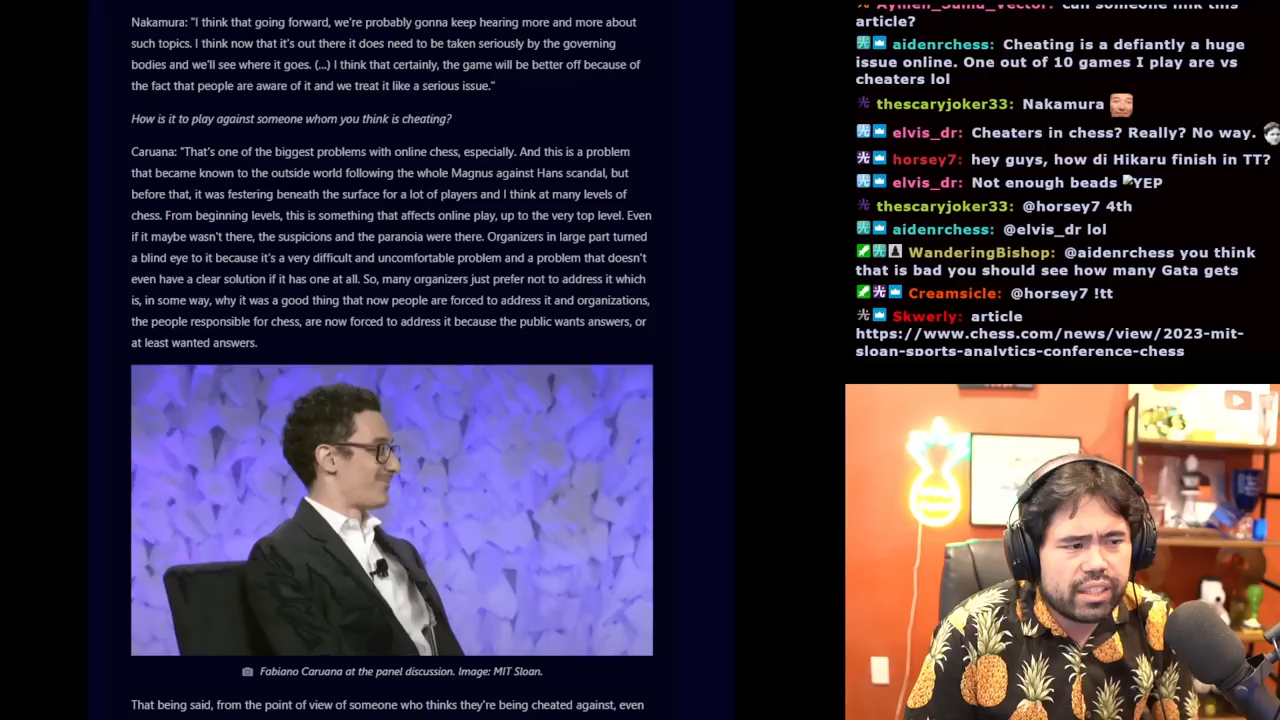 Nakamura: "I think that going forward, we're probably gonna keep hearing more and more about
such topics. I think now that it's out there it does need to be taken seriously by the governing
bodies and we'll see where it goes. (...) I think that certainly, the game will be better off because of
the fact that people are aware of it and we treat it like a serious issue."
How is it to play against someone whom you think is cheating?
Caruana: "That's one of the biggest problems with online chess, especially. And this is a problem
that became known to the outside world following the whole Magnus against Hans scandal, but
before that, it was festering beneath the surface for a lot of players and I think at many levels of
chess. From beginning levels, this is something that affects online play, up to the very top level. Even
if it maybe wasn't there, the suspicions and the paranoia were there. Organizers in large part turned
a blind eye to it because it's a very difficult and uncomfortable problem and a problem that doesn't
even have a clear solution if it has one at all. So, many organizers just prefer not to address it which
is, in some way, why it was a good thing that now people are forced to address it and organizations,
the people responsible for chess, are now forced to address it because the public wants answers, or
at least wanted answers.
Fabiano Caruana at the panel discussion. Image: MIT Sloan.
That being said, from the point of view of someone who thinks they're being cheated against, even
Aymen_Sama_Vector: can someone link this
article?
aidenrchess: Cheating is a defiantly a huge
issue online. One out of 10 games I play are vs
cheaters lol
thescaryjoker33: Nakamura
elvis_dr: Cheaters in chess? Really? No way.
horsey7: hey guys, how di Hikaru finish in TT?
elvis_dr: Not enough beads YEP
thescaryjoker33: @horsey7 4th
aidenrchess: @elvis_dr lol
WanderingBishop: @aidenrchess you think
that is bad you should see how many Gata gets
Creamsicle: @horsey7 !tt
Skwerly: article
https://www.chess.com/news/view/2023-mit-
sloan-sports-analytics-conference-chess